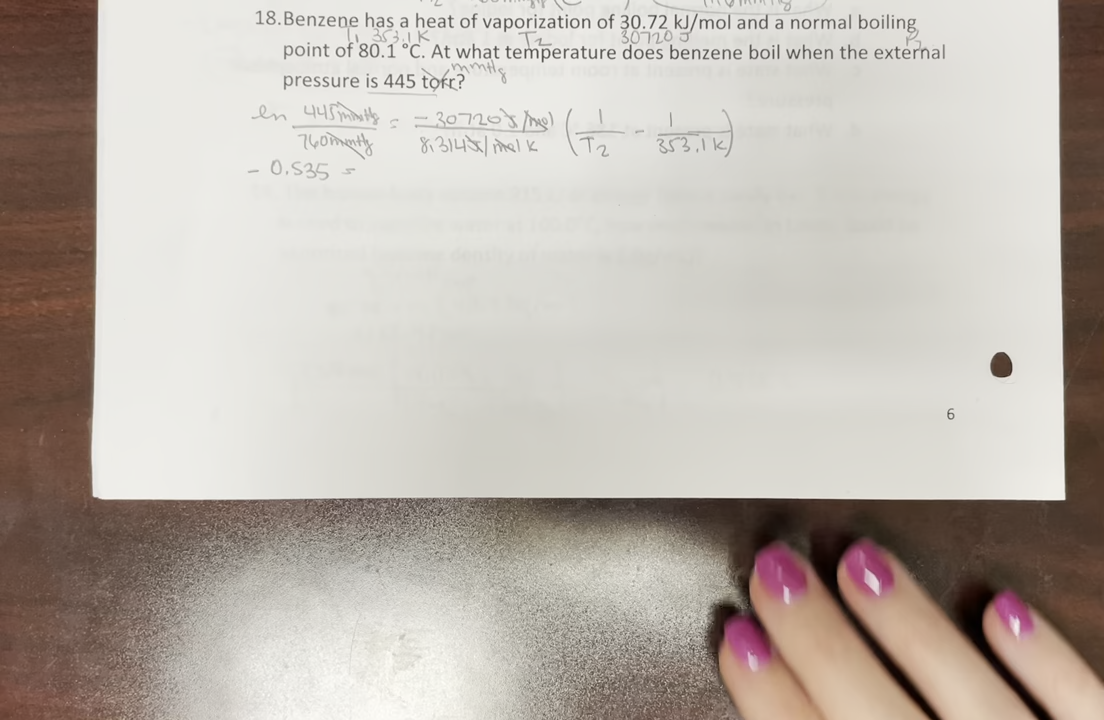 18. Benzene has a heat of vaporization of 30.72 kJ/mol and a normal boiling
T₁ 353.1 K T₂ 30720 J P₂
point of 80.1 °C. At what temperature does benzene boil when the external
mmHg
pressure is 445 torr?
ln 445 mmHg / 760 mmHg = -30720 J/mol / 8.314 J/mol K ( 1 / T₂ - 1 / 353.1 K )
- 0.535 =
6